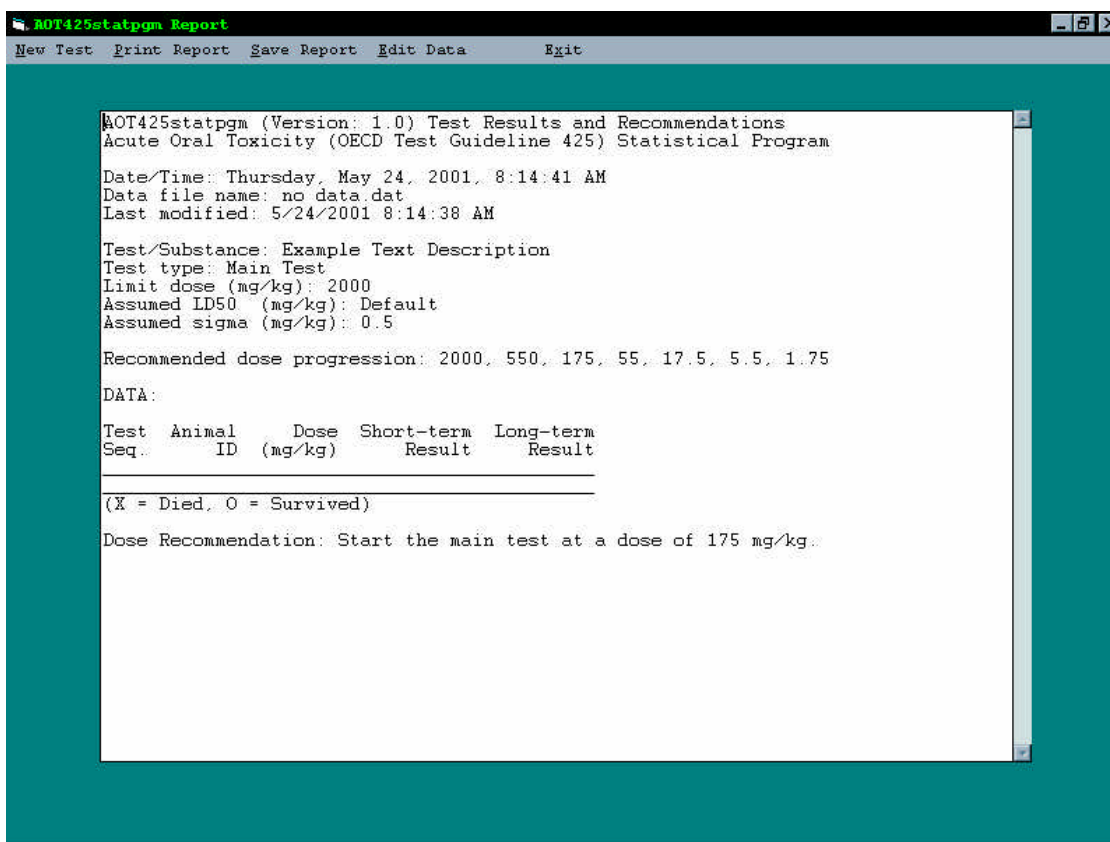 AOT425statpgm Report
New Test Print Report Save Report Edit Data Exit
AOT425statpgm (Version: 1.0) Test Results and Recommendations
Acute Oral Toxicity (OECD Test Guideline 425) Statistical Program
Date/Time: Thursday, May 24, 2001, 8:14:41 AM
Data file name: no data.dat
Last modified: 5/24/2001 8:14:38 AM
Test/Substance: Example Text Description
Test type: Main Test
Limit dose (mg/kg): 2000
Assumed LD50 (mg/kg): Default
Assumed sigma (mg/kg): 0.5
Recommended dose progression: 2000, 550, 175, 55, 17.5, 5.5, 1.75
DATA:
Test Animal Dose Short-term Long-term
Seq. ID (mg/kg) Result Result
(X = Died, O = Survived)
Dose Recommendation: Start the main test at a dose of 175 mg/kg.